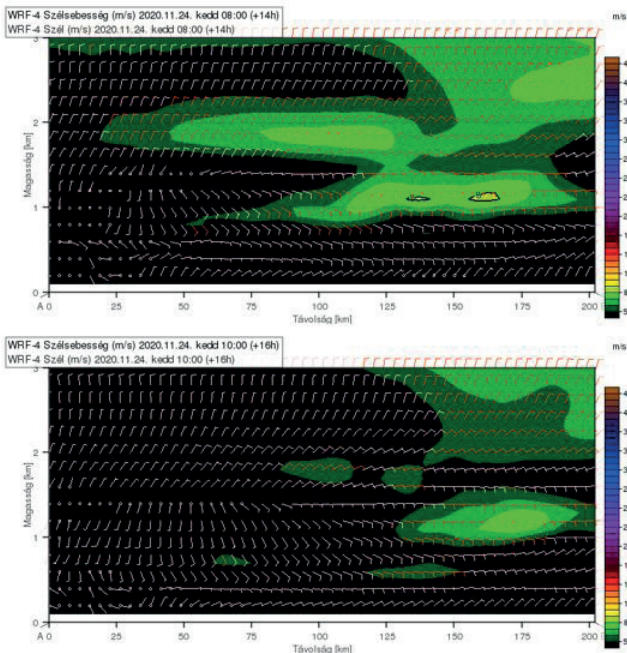 WRF-4 Szélsebesség (m/s) 2020.11.24. kedd 08:00 (+14h)
WRF-4 Szél (m/s) 2020.11.24. kedd 08:00 (+14h)
m/s
3
2
1
0
Magasság [km]
A 0 25 50 75 100 125 150 175 200
Távolság [km]
WRF-4 Szélsebesség (m/s) 2020.11.24. kedd 10:00 (+16h)
WRF-4 Szél (m/s) 2020.11.24. kedd 10:00 (+16h)
m/s
3
2
1
0
Magasság [km]
A 0 25 50 75 100 125 150 175 200
Távolság [km]